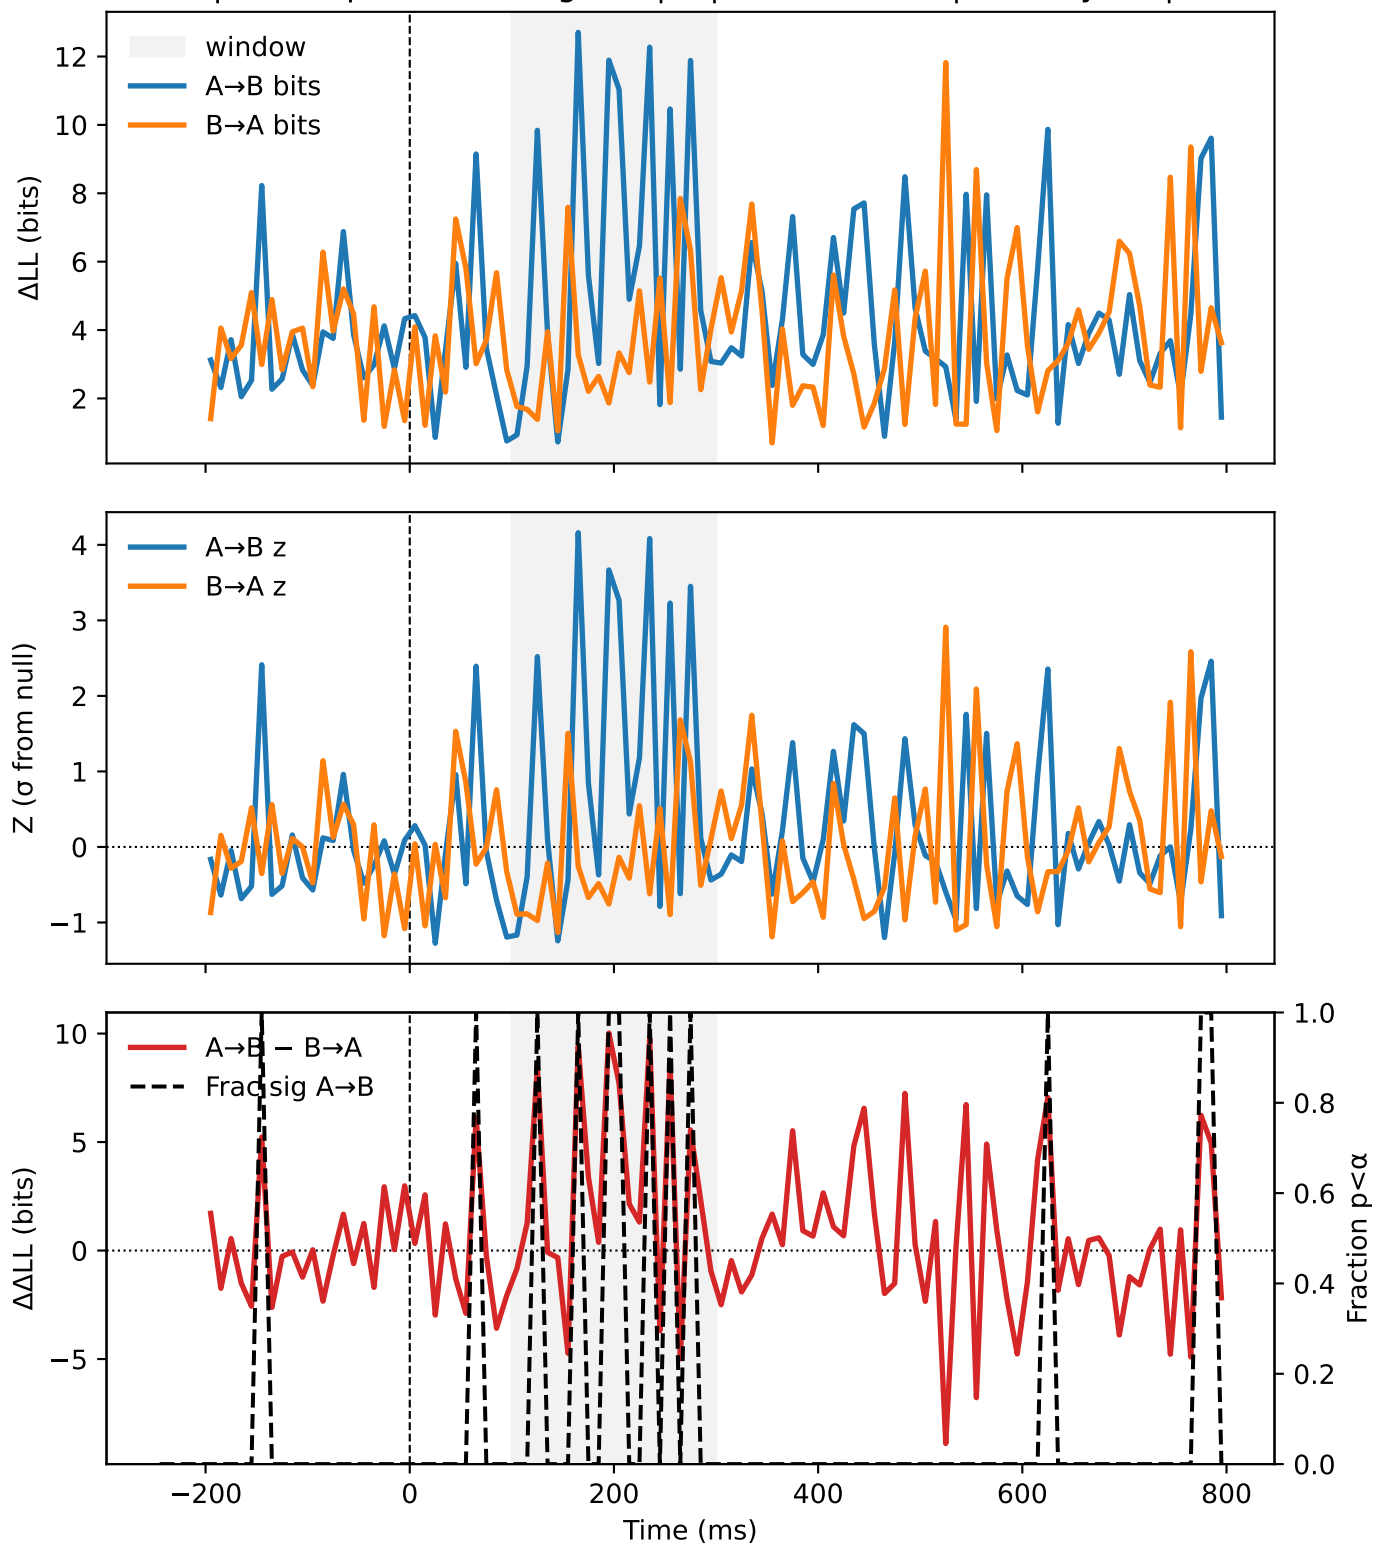 window
A→B bits
B→A bits
12
10
8
6
4
2
ΔLL (bits)
A→B z
B→A z
4
3
2
1
0
−1
Z (σ from null)
A→B − B→A
Frac sig A→B
10
5
0
−5
ΔΔLL (bits)
1.0
0.8
0.6
0.4
0.2
0.0
Fraction p<α
−200 0 200 400 600 800
Time (ms)